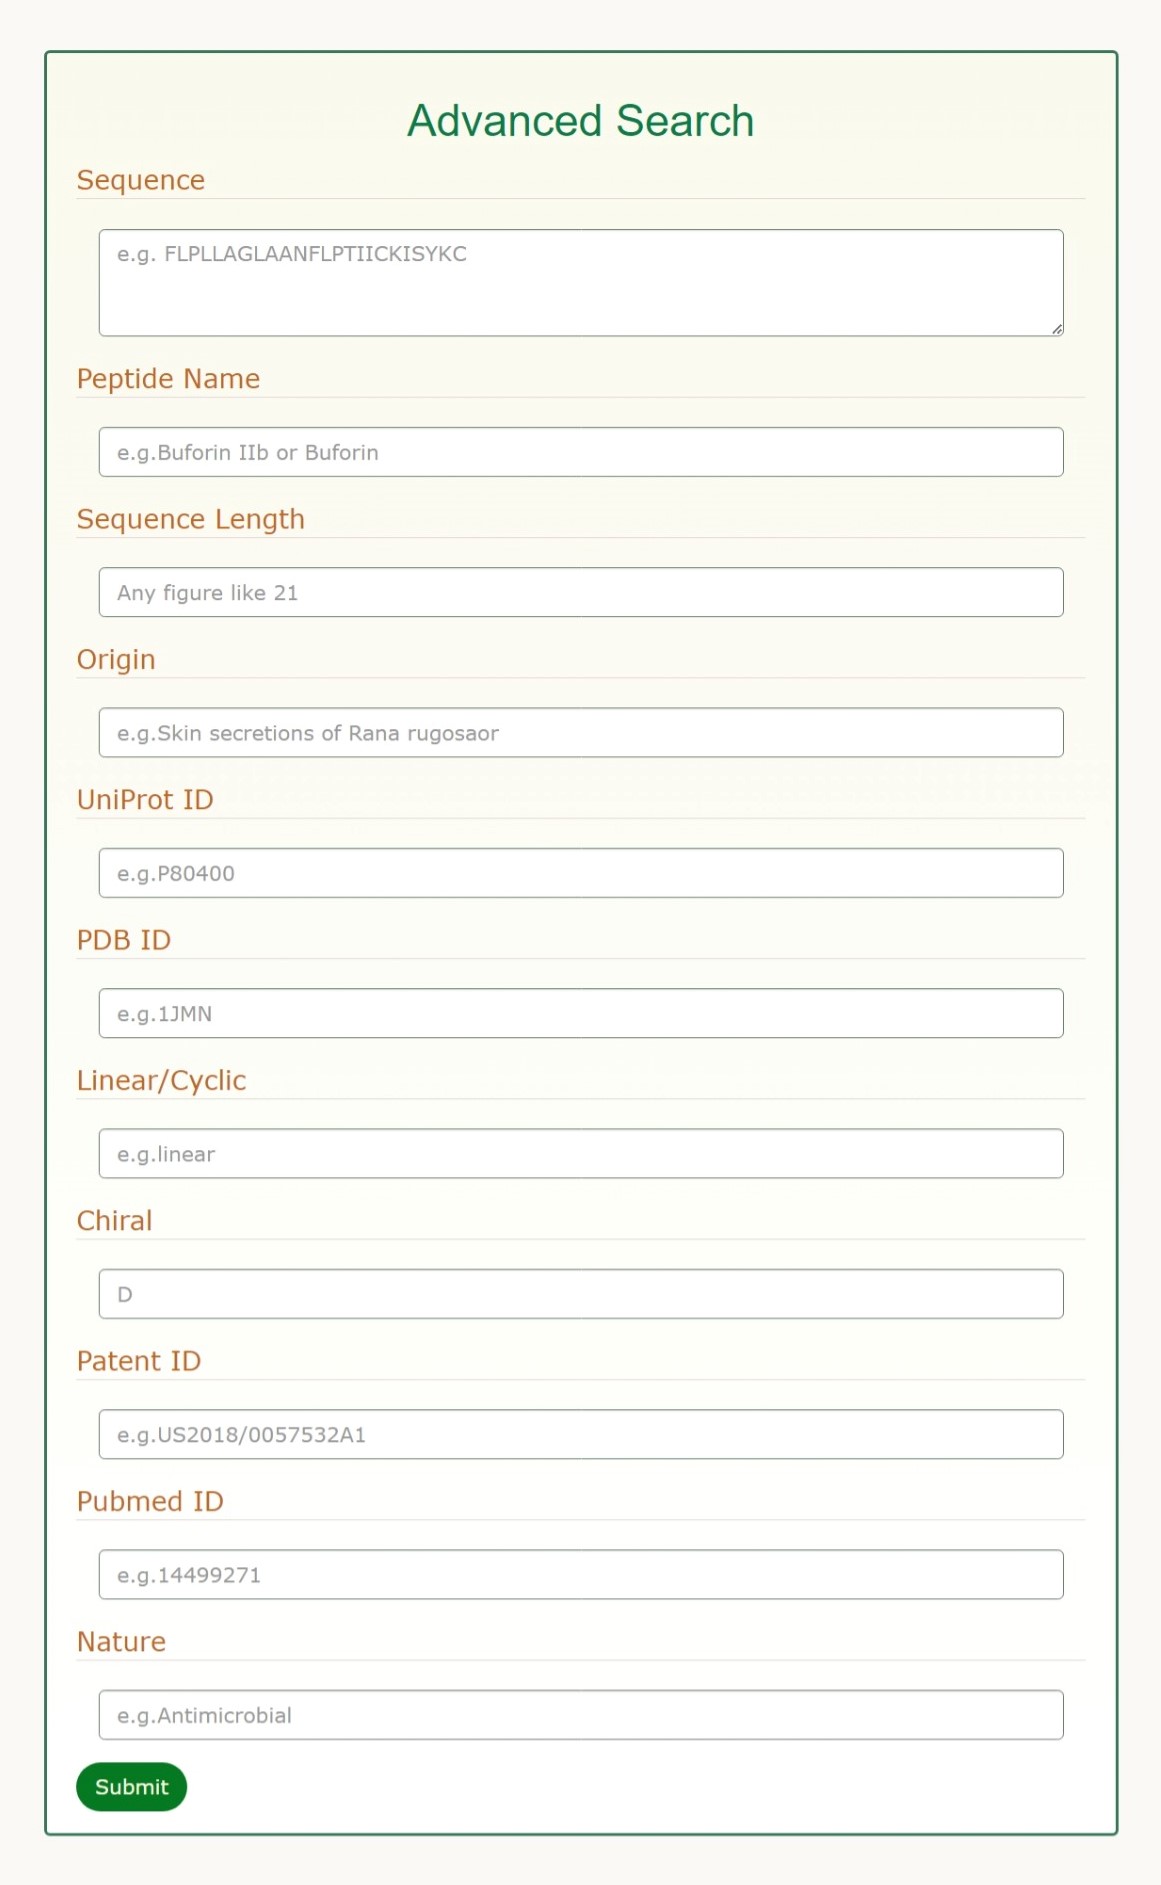 Advanced Search
Sequence
e.g. FLPLLAGLAANFLPTIICKISYKC
Peptide Name
e.g.Buforin IIb or Buforin
Sequence Length
Any figure like 21
Origin
e.g.Skin secretions of Rana rugosaor
UniProt ID
e.g.P80400
PDB ID
e.g.1JMN
Linear/Cyclic
e.g.linear
Chiral
D
Patent ID
e.g.US2018/0057532A1
Pubmed ID
e.g.14499271
Nature
e.g.Antimicrobial
Submit